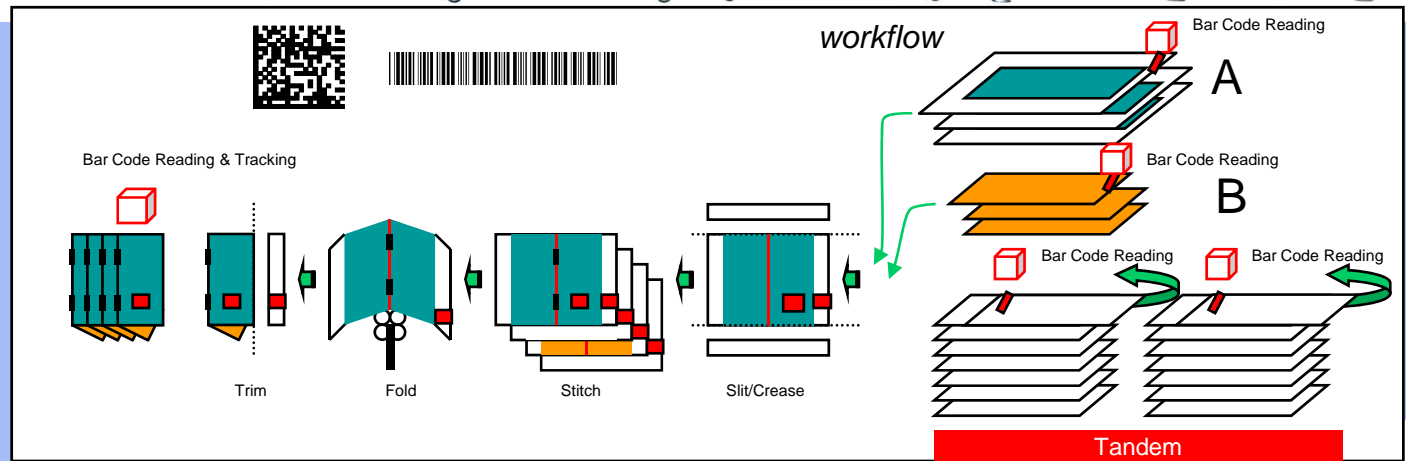 workflow
Bar Code Reading
A
Bar Code Reading & Tracking
Bar Code Reading
B
Bar Code Reading
Bar Code Reading
Trim
Fold
Stitch
Slit/Crease
Tandem